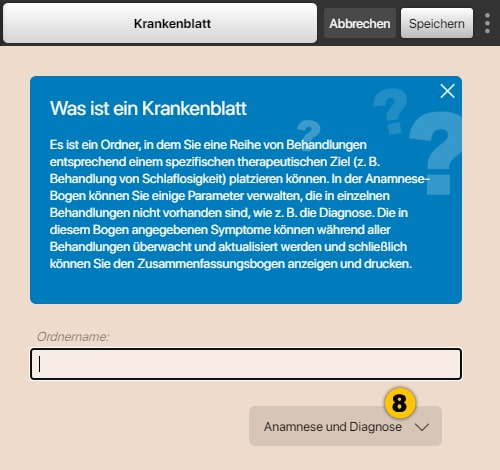 Krankenblatt
Abbrechen
Speichern
Was ist ein Krankenblatt
Es ist ein Ordner, in dem Sie eine Reihe von Behandlungen
entsprechend einem spezifischen therapeutischen Ziel (z. B.
Behandlung von Schlaflosigkeit) platzieren können. In der Anamnese-
Bogen können Sie einige Parameter verwalten, die in einzelnen
Behandlungen nicht vorhanden sind, wie z. B. die Diagnose. Die in
diesem Bogen angegebenen Symptome können während aller
Behandlungen überwacht und aktualisiert werden und schließlich
können Sie den Zusammenfassungsbogen anzeigen und drucken.
? ? ?
Ordnername:
8
Anamnese und Diagnose